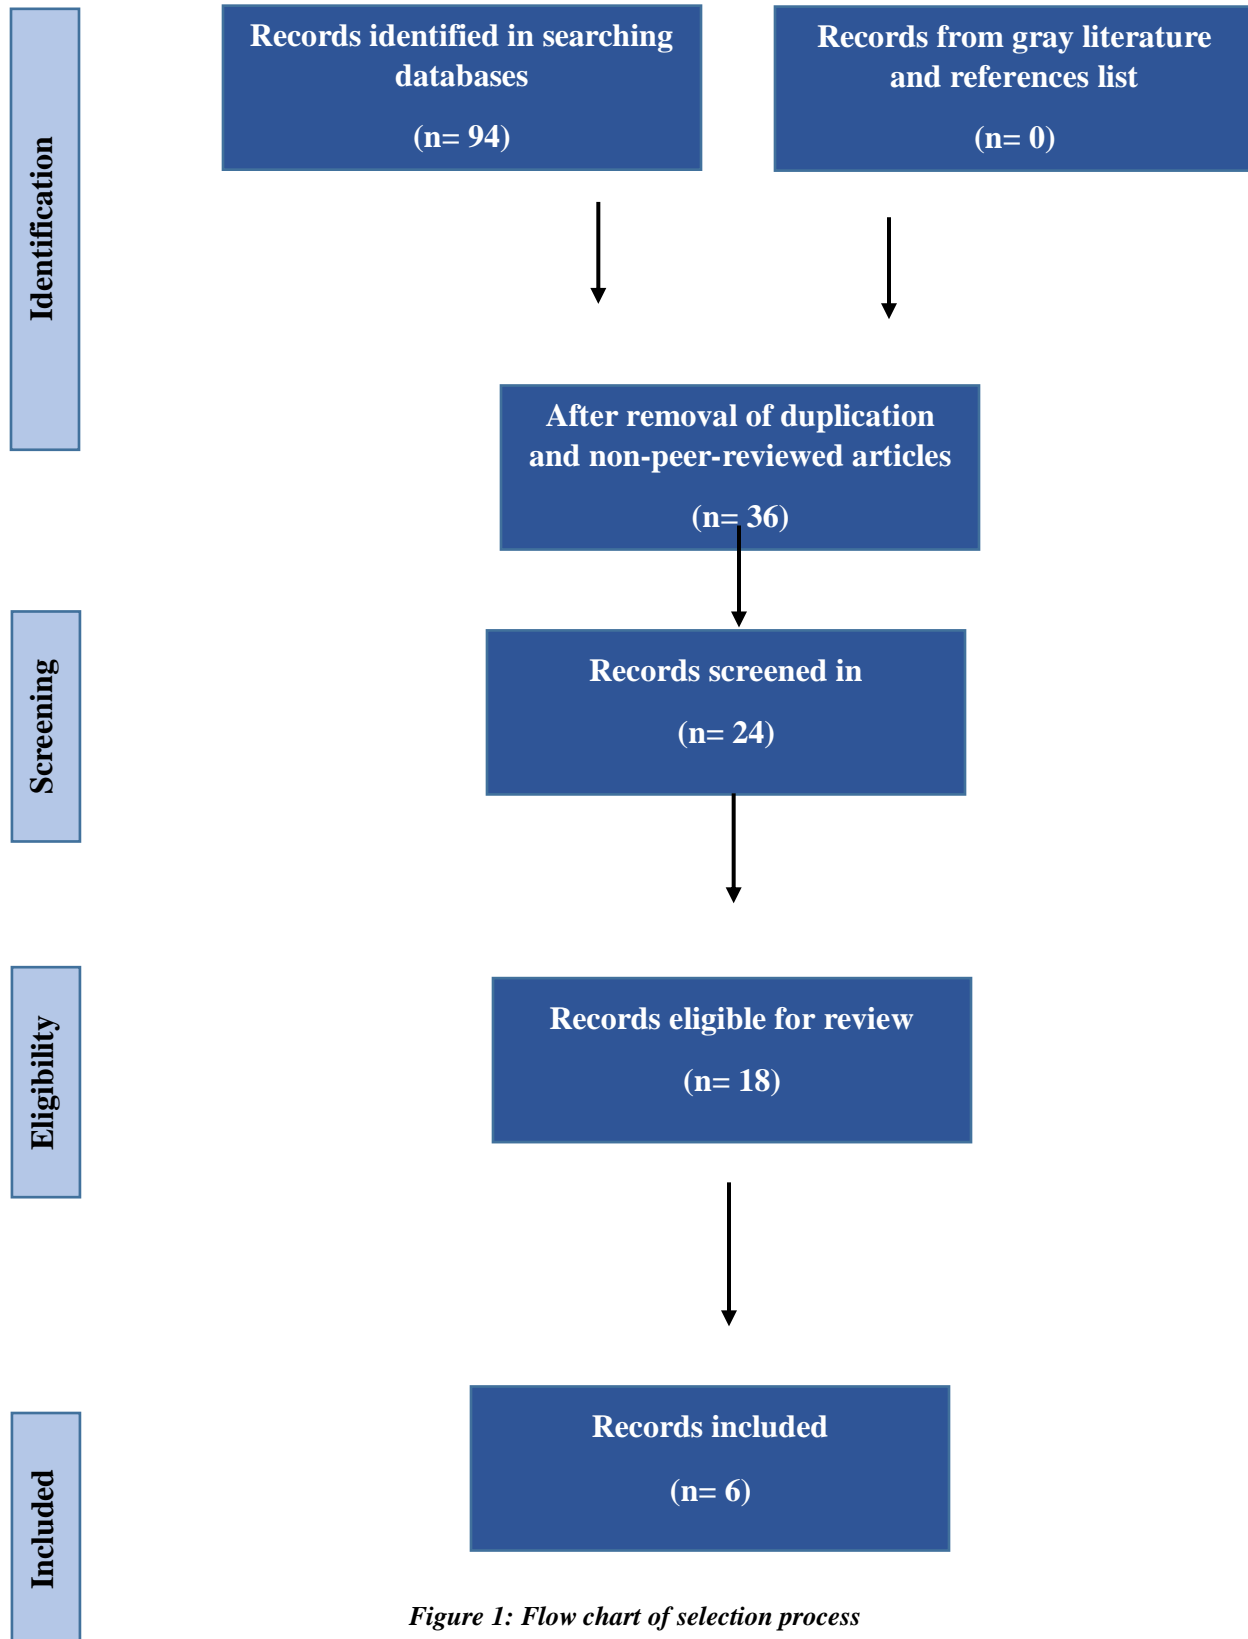 Identification
Records identified in searching
databases
(n= 94)
Records from gray literature
and references list
(n= 0)
After removal of duplication
and non-peer-reviewed articles
(n= 36)
Screening
Records screened in
(n= 24)
Eligibility
Records eligible for review
(n= 18)
Included
Records included
(n= 6)
Figure 1: Flow chart of selection process